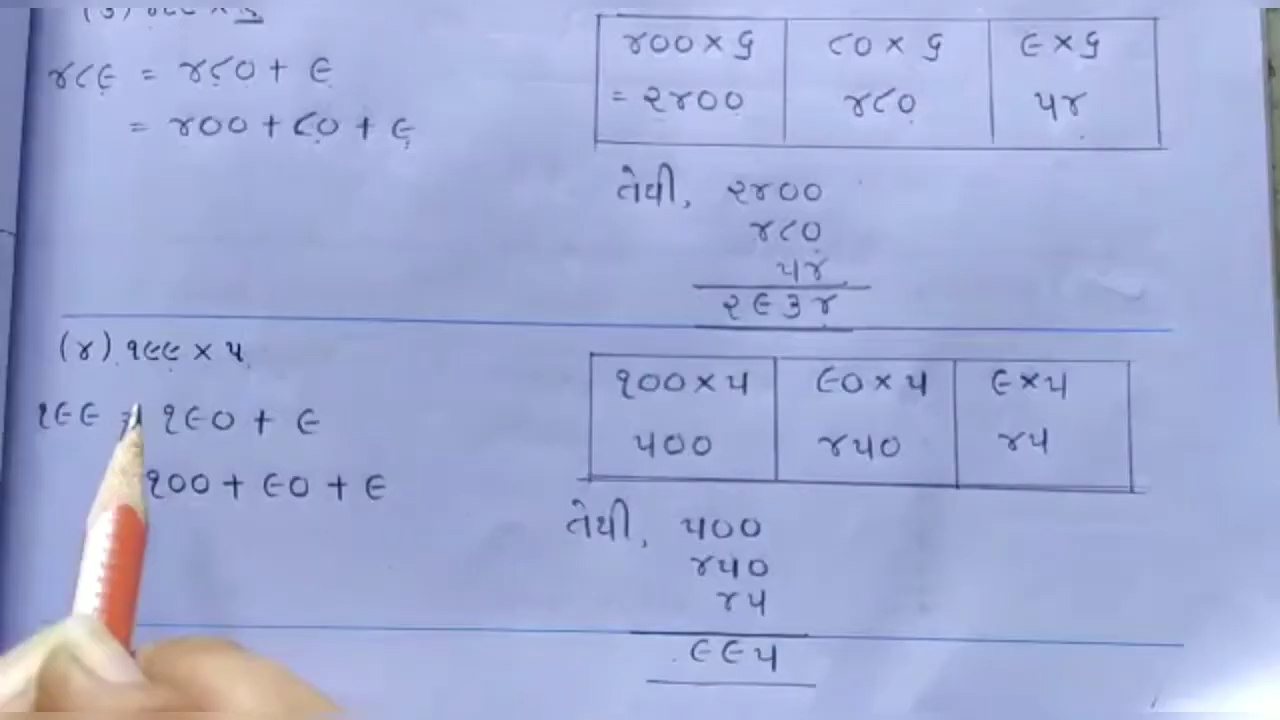 ૪૮૯ = ૪૮૦ + ૯
= ૪૦૦ + ૮૦ + ૯
૪૦૦ × ૬ ૮૦ × ૬ ૯ × ૬
= ૨૪૦૦ ૪૮૦ ૫૪
તેથી, ૨૪૦૦
૪૮૦
૫૪
૨૯૩૪
(૪) ૧૯૯ × ૫
૧૯૯ = ૧૯૦ + ૯
૧૦૦ + ૯૦ + ૯
૧૦૦ × ૫ ૯૦ × ૫ ૯ × ૫
૫૦૦ ૪૫૦ ૪૫
તેથી, ૫૦૦
૪૫૦
૪૫
૯૯૫